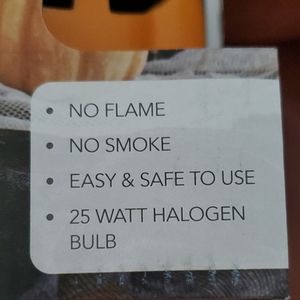 • NO FLAME
• NO SMOKE
• EASY & SAFE TO USE
• 25 WATT HALOGEN
BULB